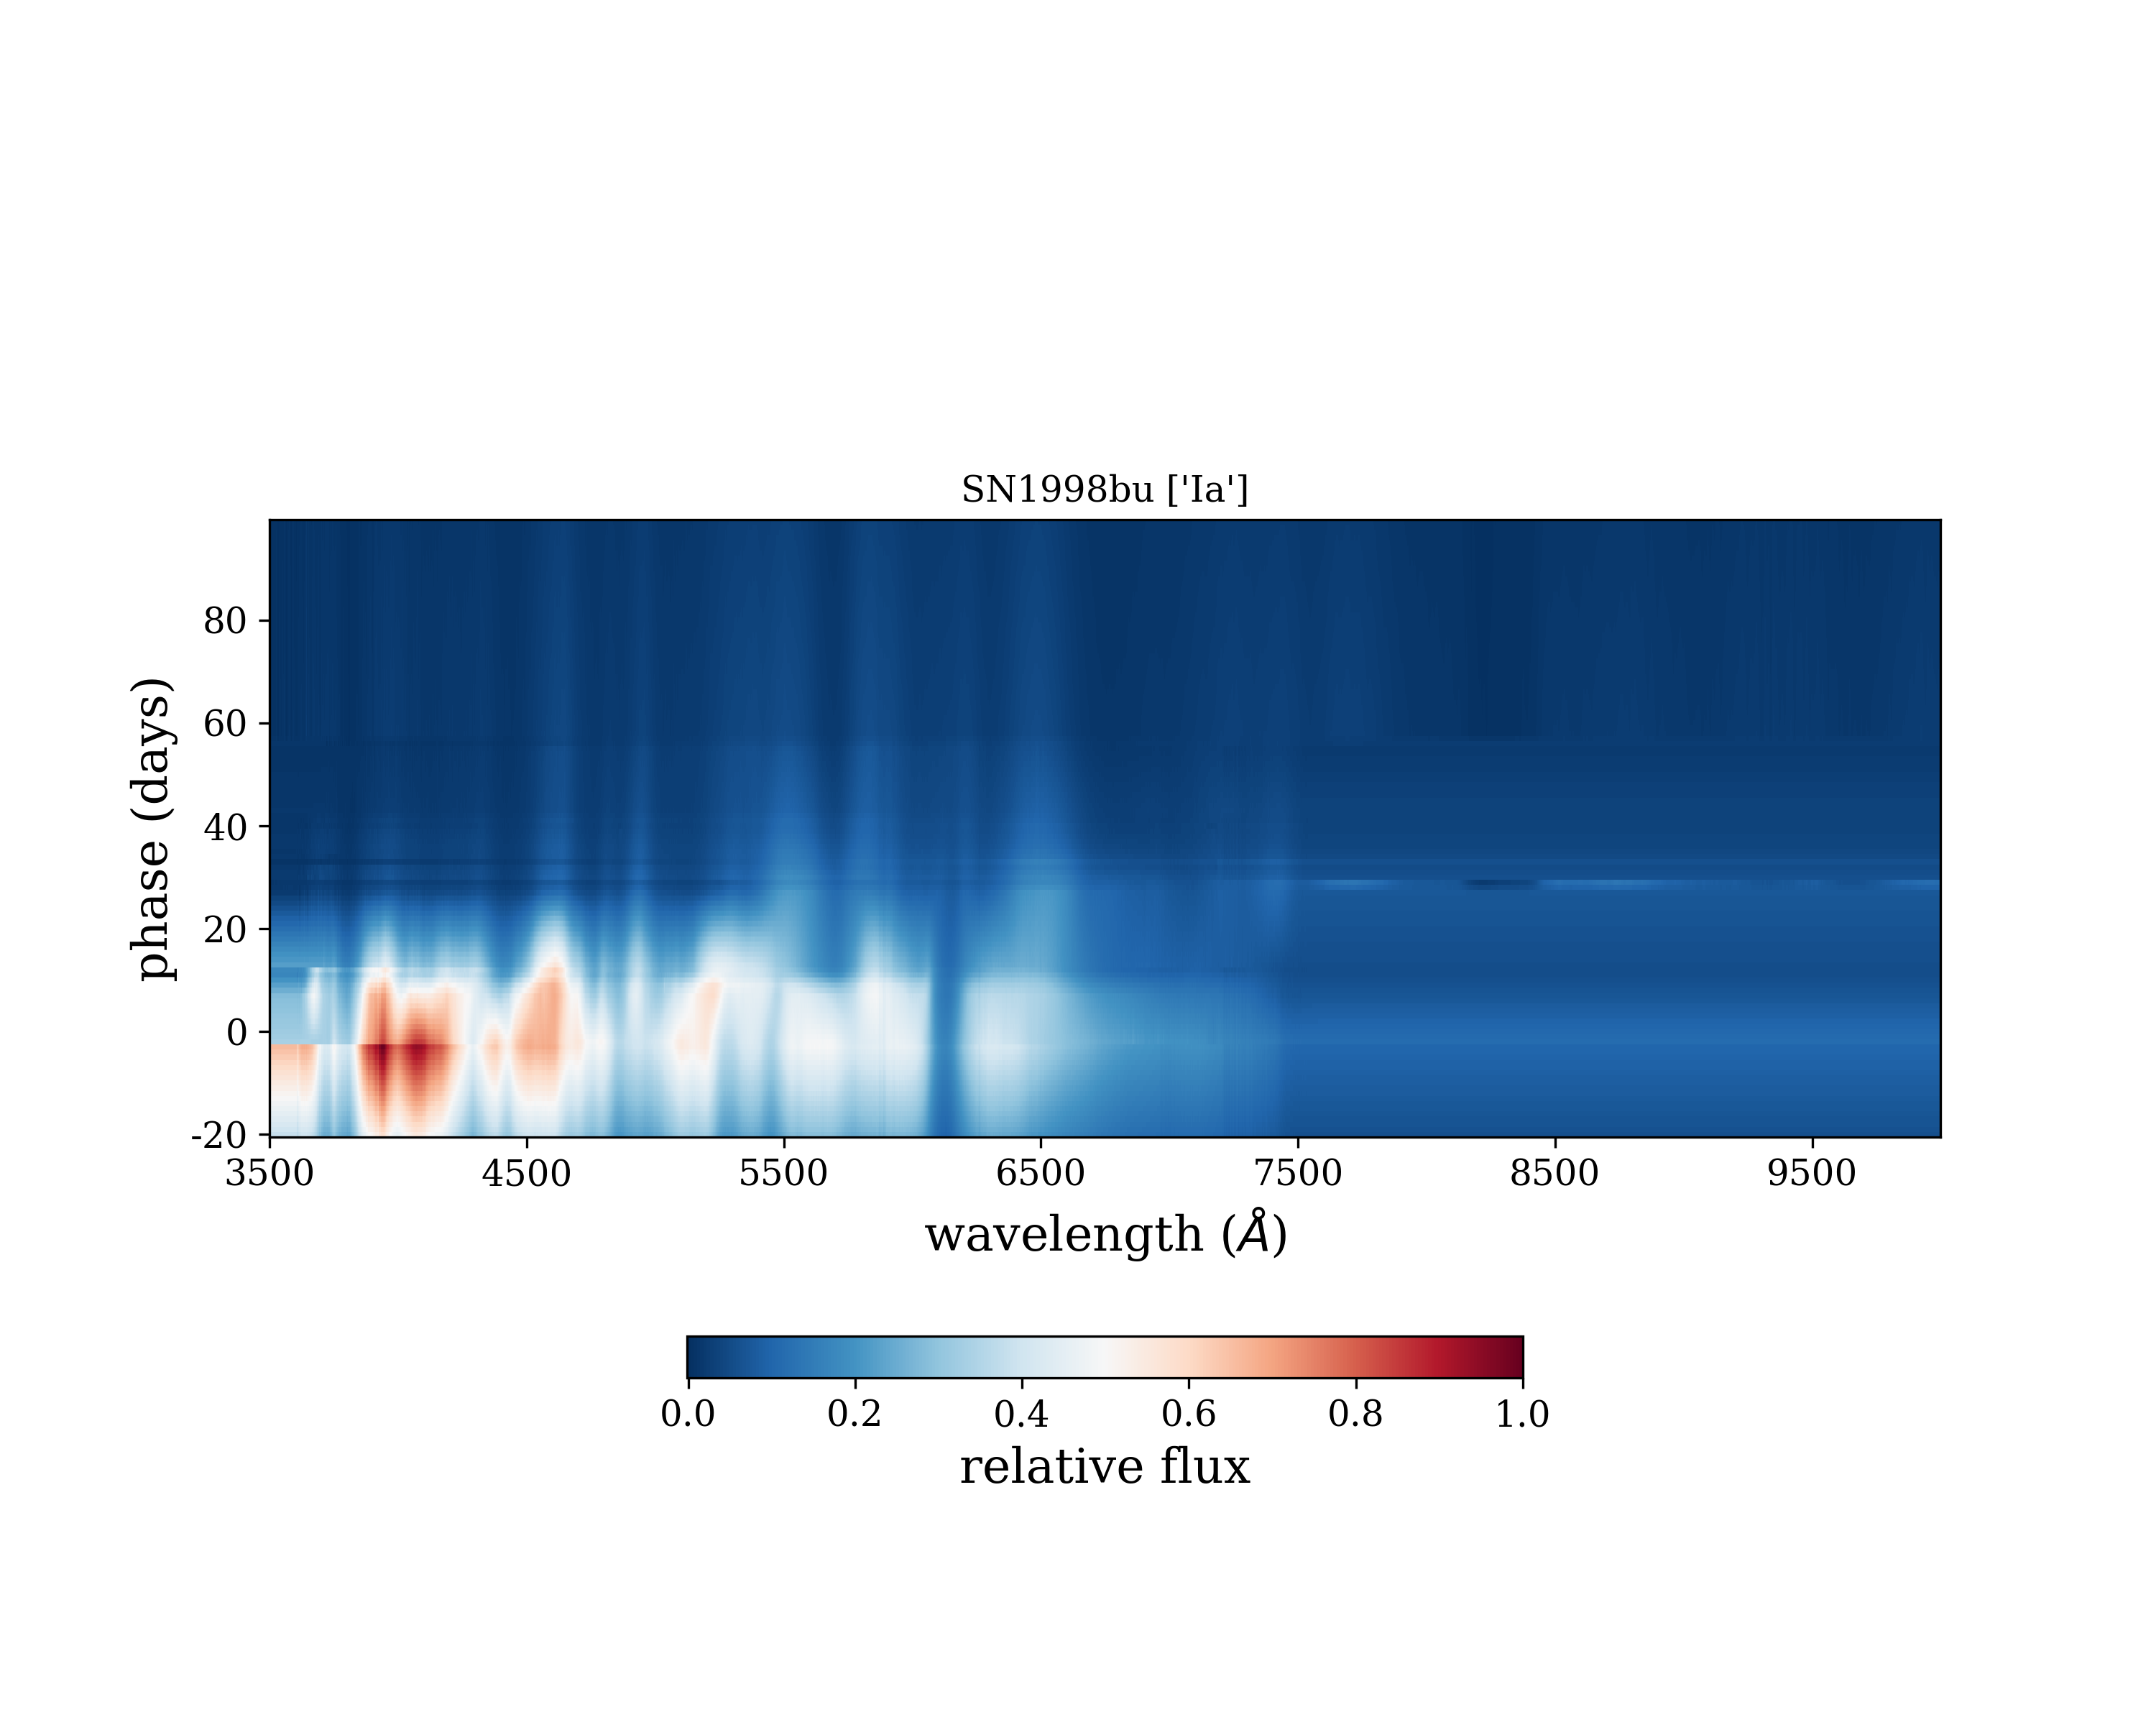 SN1998bu ['Ia']
phase (days)
80
60
40
20
0
-20
3500 4500 5500 6500 7500 8500 9500
wavelength (Å)
0.0 0.2 0.4 0.6 0.8 1.0
relative flux